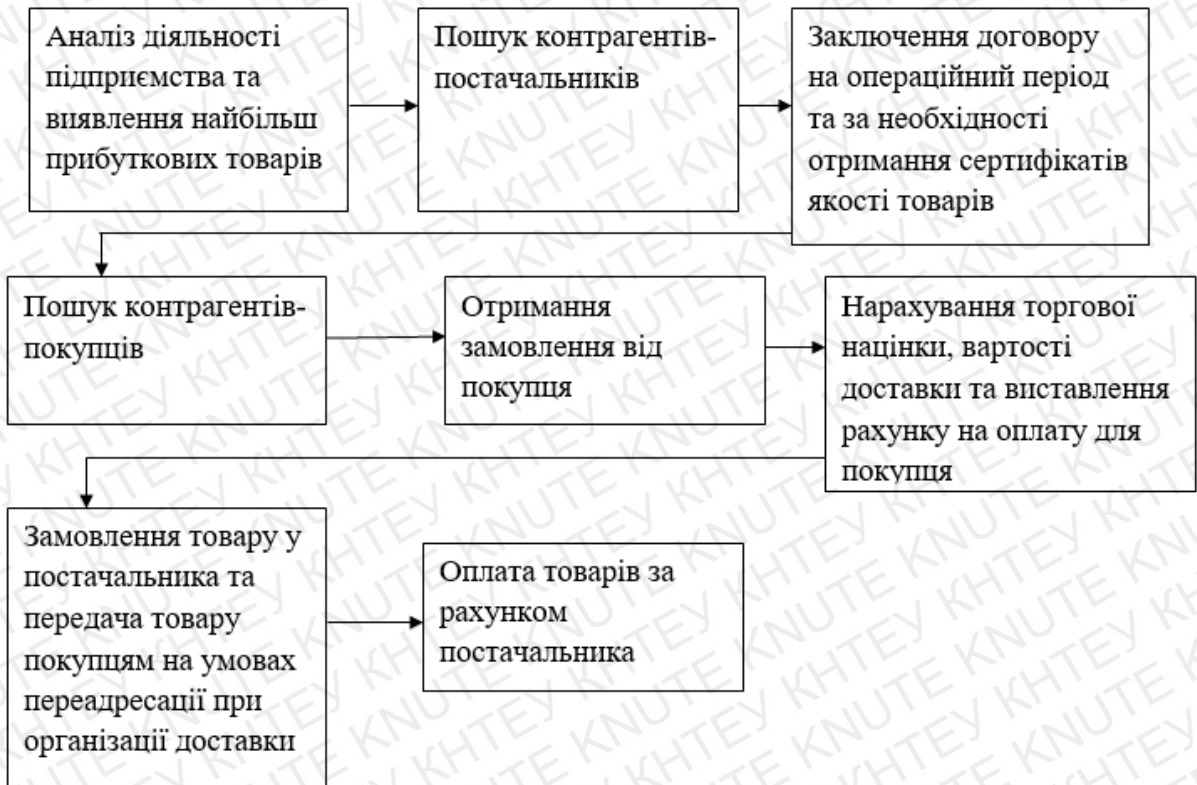 Аналіз діяльності
підприємства та
виявлення найбільш
прибуткових товарів
Пошук контрагентів-
постачальників
Заключення договору
на операційний період
та за необхідності
отримання сертифікатів
якості товарів
Пошук контрагентів-
покупців
Отримання
замовлення від
покупця
Нарахування торгової
націнки, вартості
доставки та виставлення
рахунку на оплату для
покупця
Замовлення товару у
постачальника та
передача товару
покупцям на умовах
переадресації при
організації доставки
Оплата товарів за
рахунком
постачальника